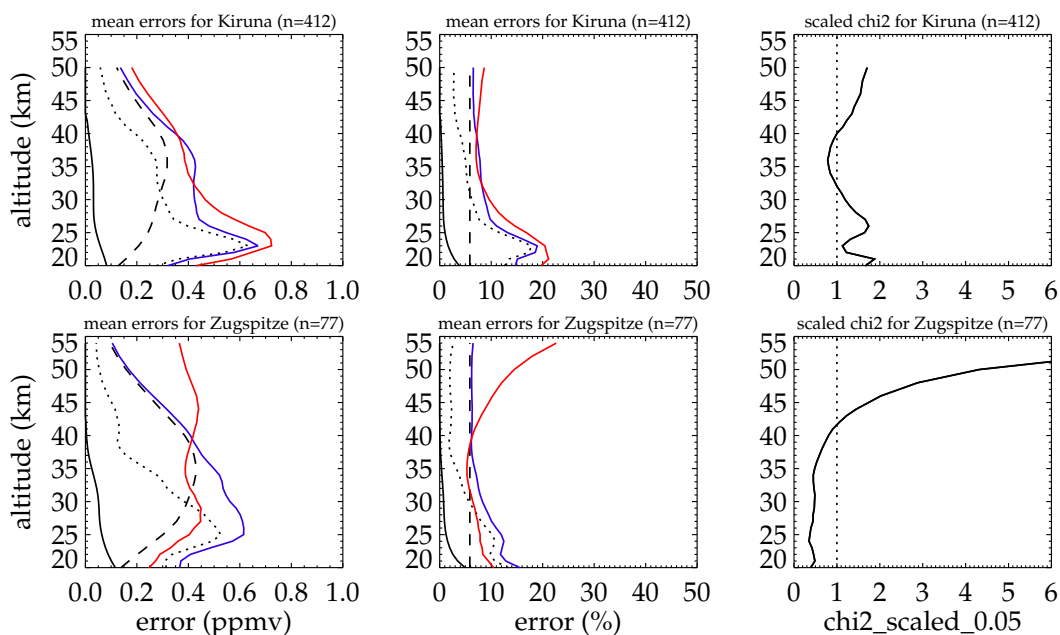 mean errors for Kiruna (n=412)
mean errors for Kiruna (n=412)
scaled chi2 for Kiruna (n=412)
altitude (km)
55
50
45
40
35
30
25
20
0.0 0.2 0.4 0.6 0.8 1.0
55
50
45
40
35
30
25
20
0 10 20 30 40 50
55
50
45
40
35
30
25
20
0 1 2 3 4 5 6
mean errors for Zugspitze (n=77)
mean errors for Zugspitze (n=77)
scaled chi2 for Zugspitze (n=77)
altitude (km)
55
50
45
40
35
30
25
20
0.0 0.2 0.4 0.6 0.8 1.0
error (ppmv)
55
50
45
40
35
30
25
20
0 10 20 30 40 50
error (%)
55
50
45
40
35
30
25
20
0 1 2 3 4 5 6
chi2_scaled_0.05